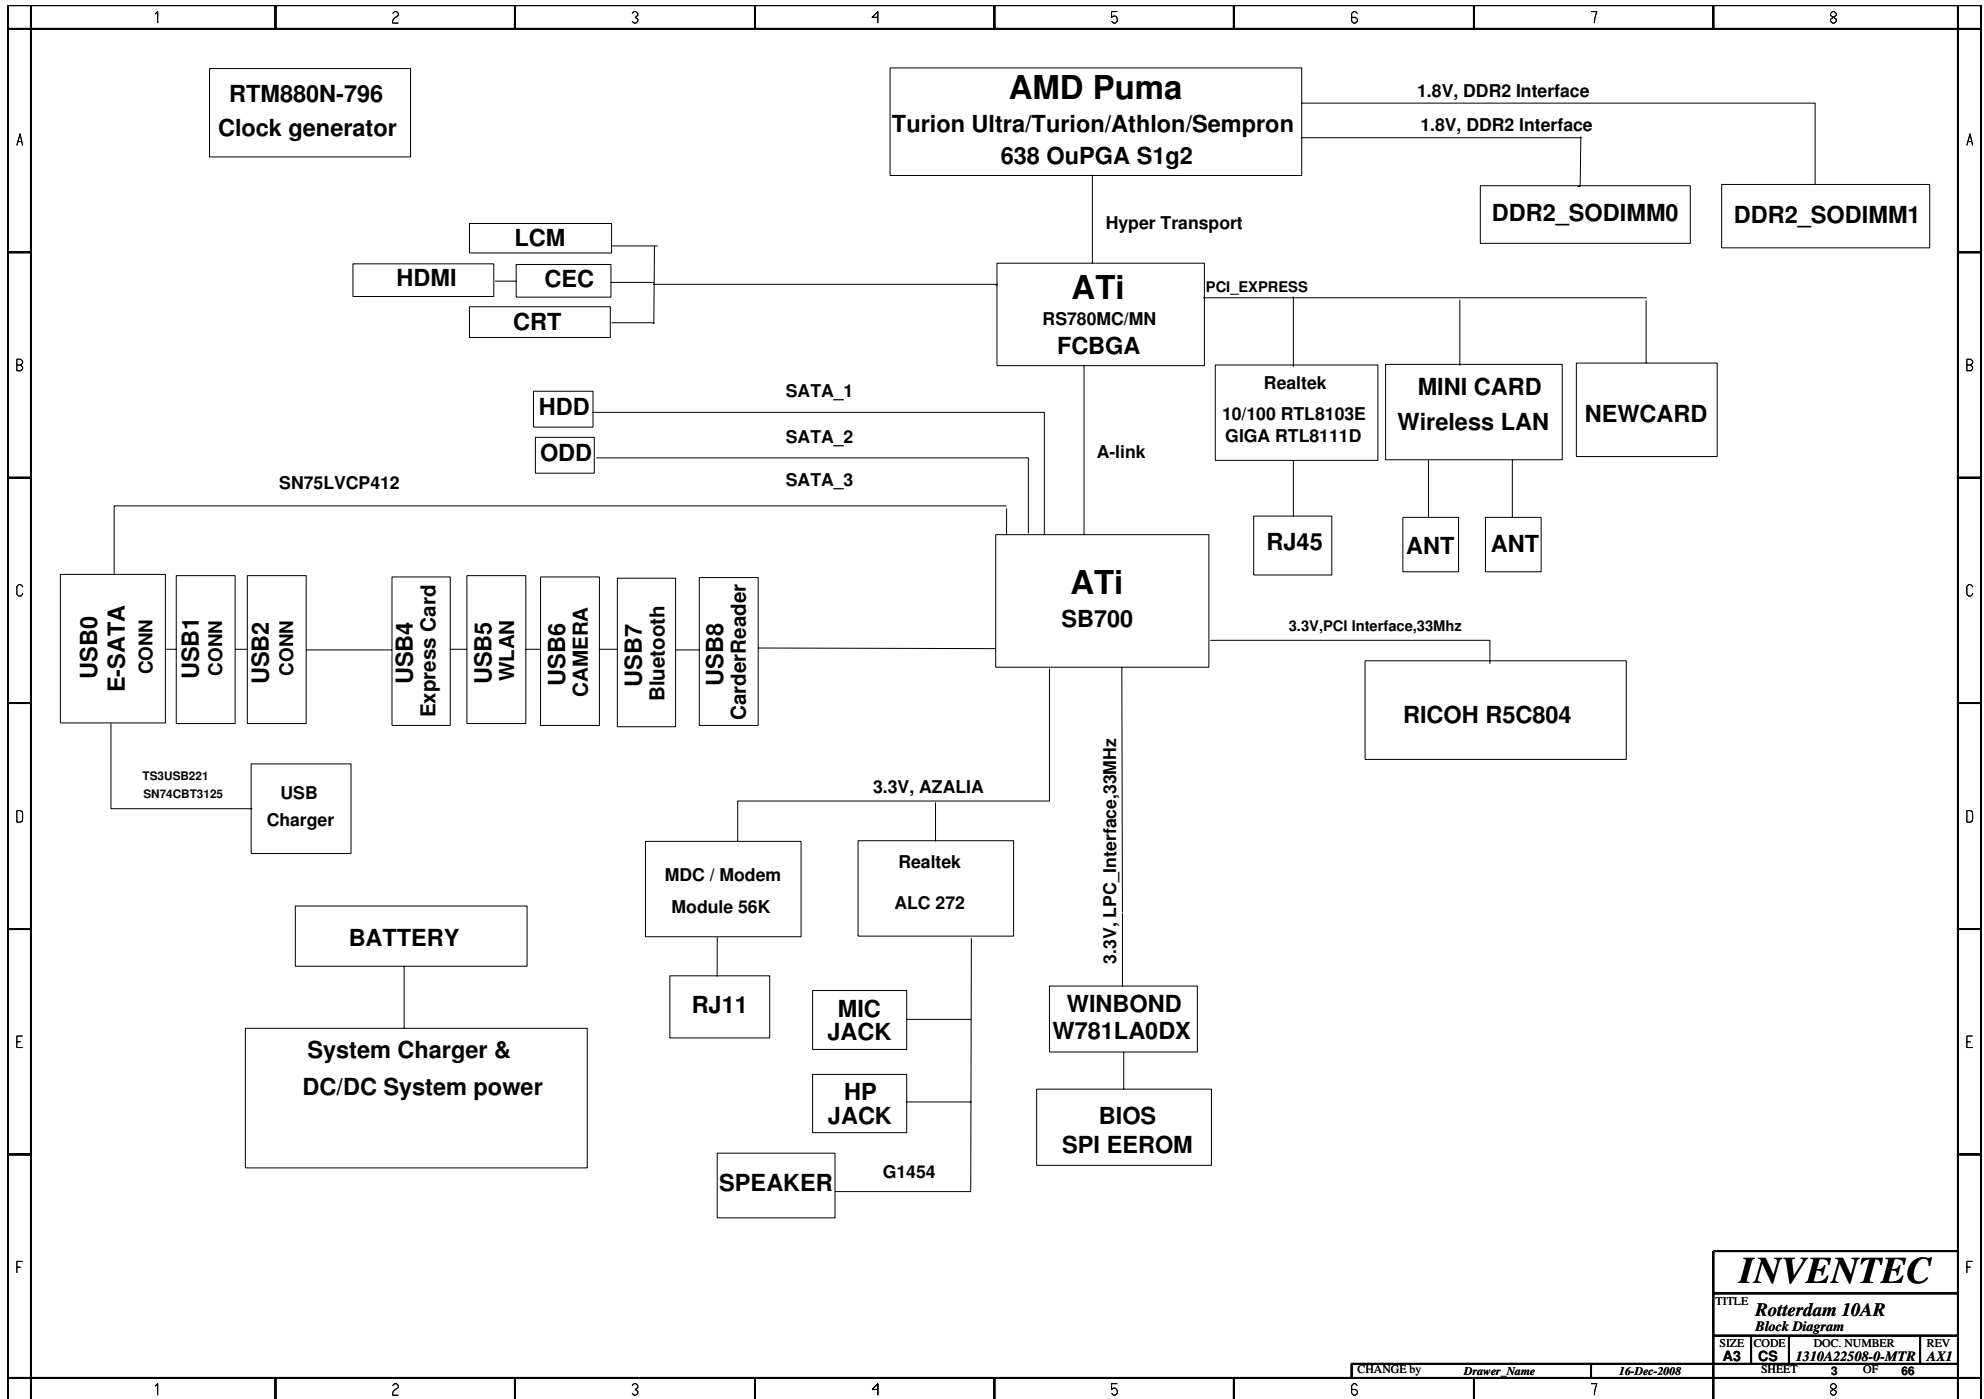 1 2 3 4 5 6 7 8
A
B
C
D
E
F
A
B
C
D
E
F
RTM880N-796
Clock generator
AMD Puma
Turion Ultra/Turion/Athlon/Sempron
638 OuPGA S1g2
1.8V, DDR2 Interface
1.8V, DDR2 Interface
DDR2_SODIMM0
DDR2_SODIMM1
Hyper Transport
LCM
HDMI
CEC
CRT
ATi
RS780MC/MN
FCBGA
PCI_EXPRESS
Realtek
10/100 RTL8103E
GIGA RTL8111D
MINI CARD
Wireless LAN
NEWCARD
HDD
SATA_1
ODD
SATA_2
A-link
SN75LVCP412
SATA_3
RJ45
ANT
ANT
ATi
SB700
USB0
E-SATA
CONN
USB1
CONN
USB2
CONN
USB4
Express Card
USB5
WLAN
USB6
CAMERA
USB7
Bluetooth
USB8
CarderReader
3.3V,PCI Interface,33Mhz
RICOH R5C804
TS3USB221
SN74CBT3125
USB
Charger
3.3V, AZALIA
3.3V, LPC_Interface,33MHz
MDC / Modem
Module 56K
Realtek
ALC 272
BATTERY
RJ11
MIC
JACK
WINBOND
W781LA0DX
System Charger &
DC/DC System power
HP
JACK
BIOS
SPI EEROM
SPEAKER
G1454
INVENTEC
TITLE
Rotterdam 10AR
Block Diagram
SIZE CODE DOC. NUMBER REV
A3 CS 1310A22508-0-MTR AX1
CHANGE by Drawer_Name 16-Dec-2008 SHEET 3 OF 66
1 2 3 4 5 6 7 8